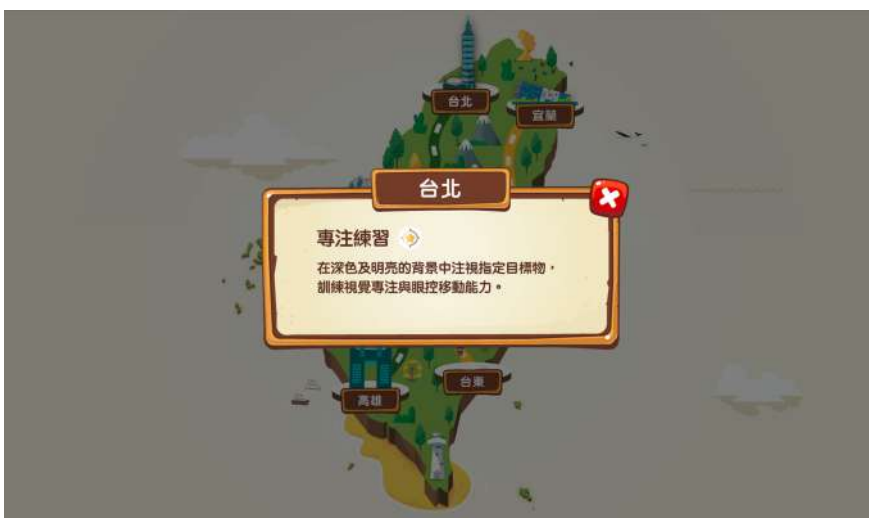 台北
宜蘭
台北
專注練習
在深色及明亮的背景中注視指定目標物，
訓練視覺專注與眼控移動能力。
高雄
台東